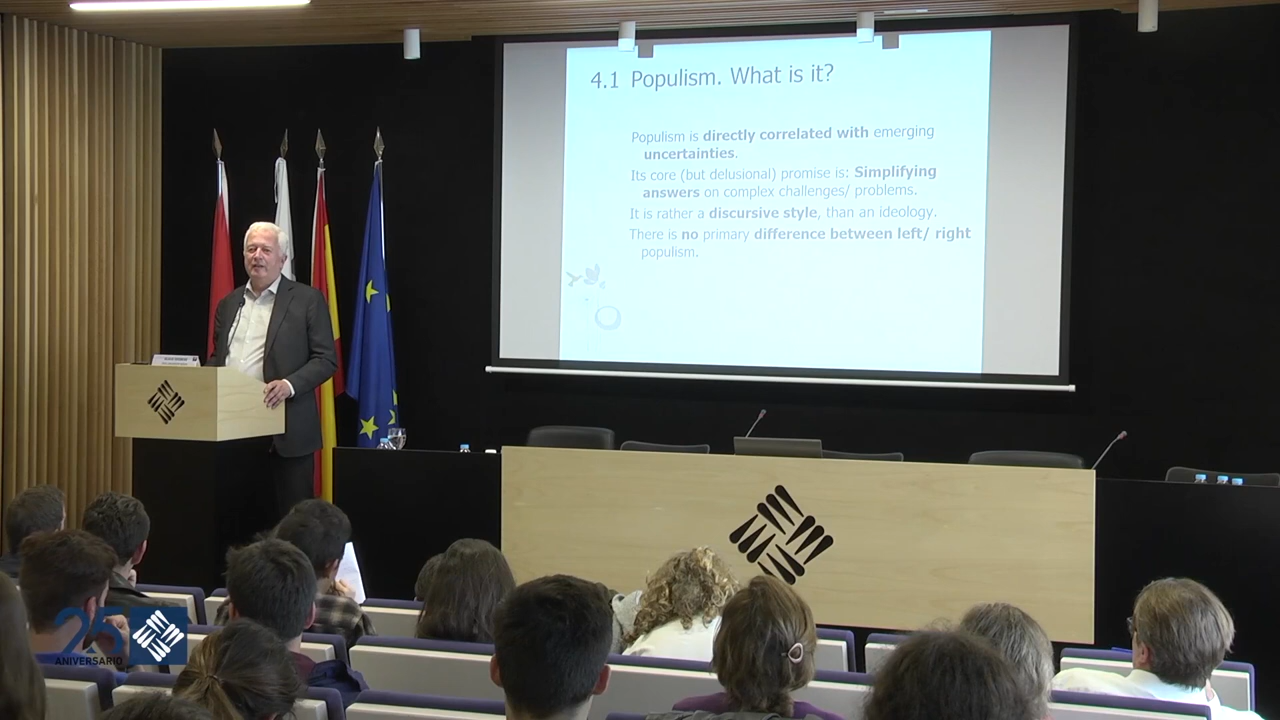 4.1 Populism. What is it?
Populism is directly correlated with emerging
uncertainties.
Its core (but delusional) promise is: Simplifying
answers on complex challenges/ problems.
It is rather a discursive style, than an ideology.
There is no primary difference between left/ right
populism.
25
ANIVERSARIO